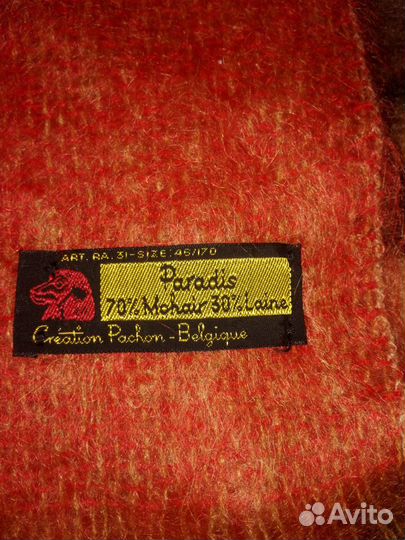 ART. RA. 31-SIZE: 45/170
Paradis
70% Mohair 30% Laine
Création Pachon-Belgique
Avito